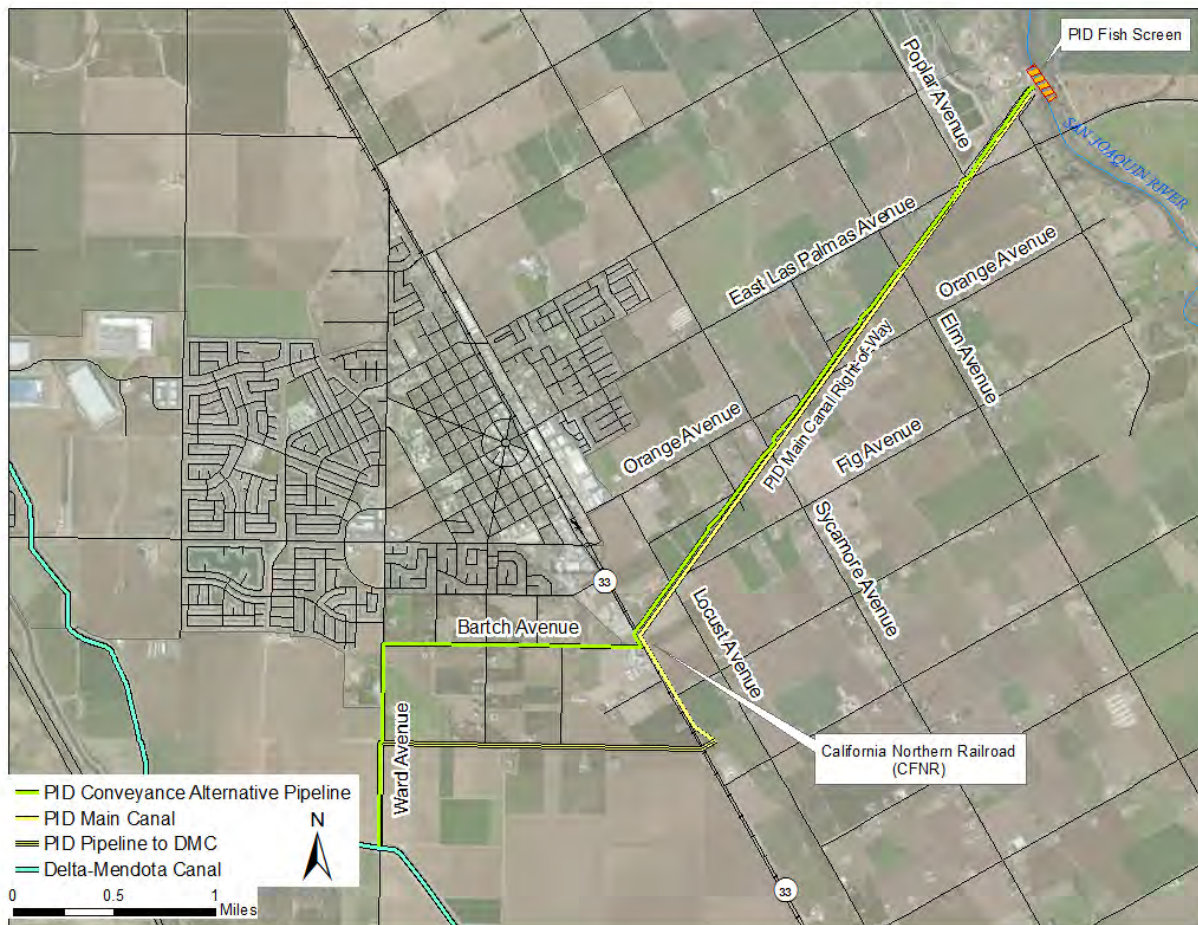 PID Fish Screen
Poplar Avenue
SAN JOAQUIN RIVER
East Las Palmas Avenue
Orange Avenue
Elm Avenue
PID Main Canal Right-of-Way
Orange Avenue
Fig Avenue
Sycamore Avenue
33
Bartch Avenue
Locust Avenue
Ward Avenue
California Northern Railroad
(CFNR)
PID Conveyance Alternative Pipeline
PID Main Canal
PID Pipeline to DMC
Delta-Mendota Canal
N
0 0.5 1
Miles
33